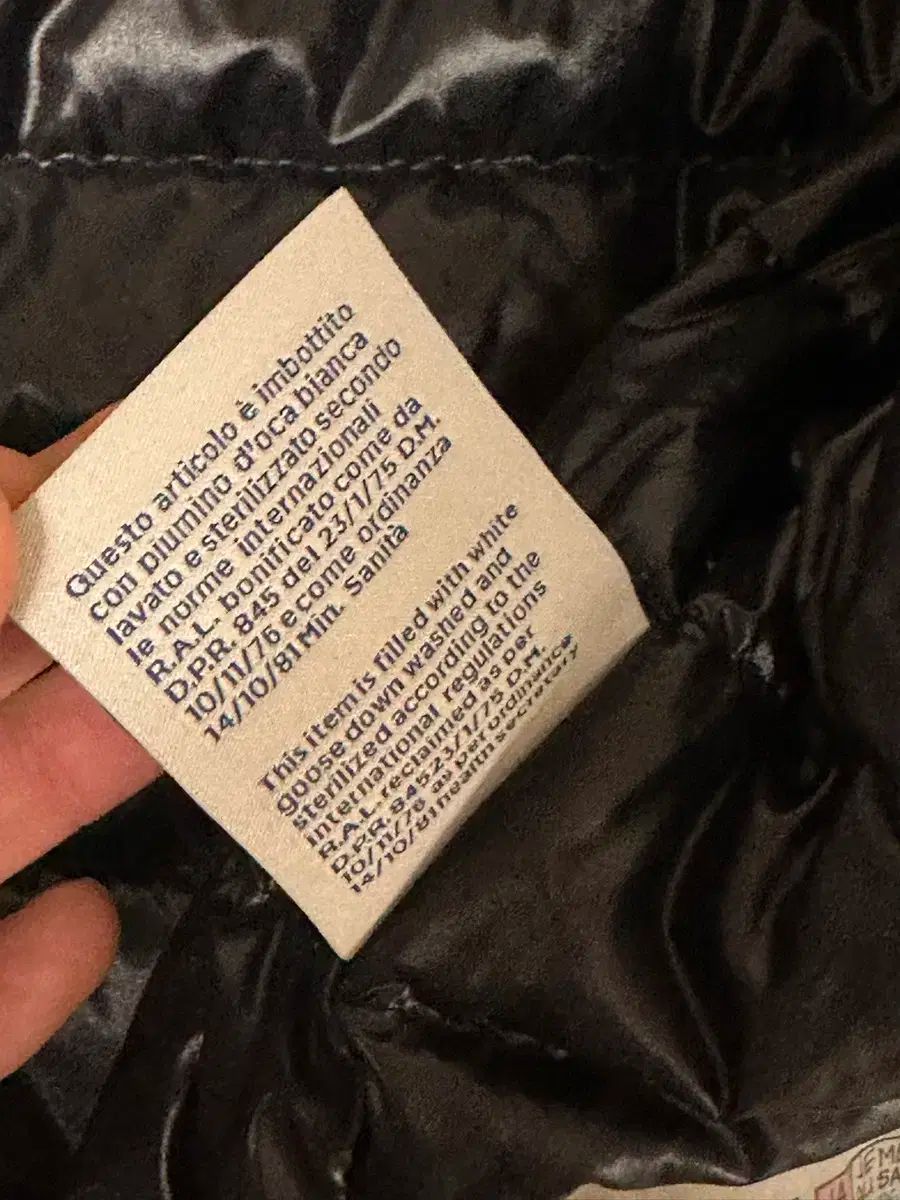 Questo articolo è imbottito
con piumino d'oca bianca
lavato e sterilizzato secondo
le norme internazionali
R.A.L. bonificato come da
D.P.R. 845 del 23/1/75 D.M.
10/11/76 e come ordinanza
14/10/81 Min. Sanità
This item is filled with white
goose down washed and
sterilized according to the
international regulations
R.A.L. reclaimed as per
D.P.R. 845 23/1/75 D.M.
10/11/76 as per ordinance
14/10/81 health secretary